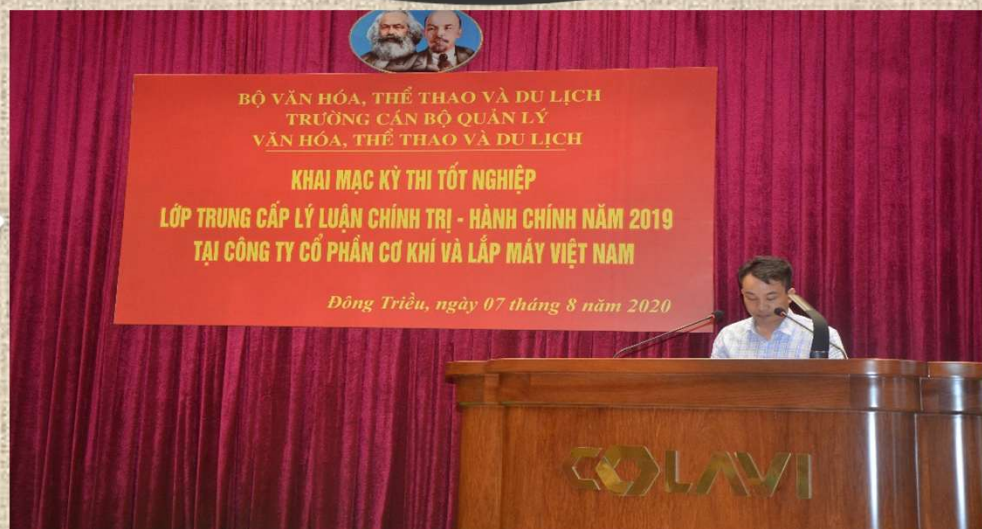 BỘ VĂN HÓA, THỂ THAO VÀ DU LỊCH
TRƯỜNG CÁN BỘ QUẢN LÝ
VĂN HÓA, THỂ THAO VÀ DU LỊCH
KHAI MẠC KỲ THI TỐT NGHIỆP
LỚP TRUNG CẤP LÝ LUẬN CHÍNH TRỊ - HÀNH CHÍNH NĂM 2019
TẠI CÔNG TY CỔ PHẦN CƠ KHÍ VÀ LẮP MÁY VIỆT NAM
Đông Triều, ngày 07 tháng 8 năm 2020
COLAVI